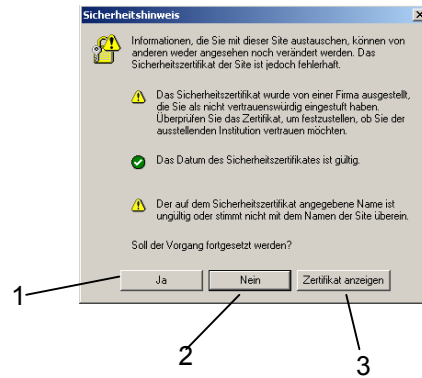 Sicherheitshinweis
Informationen, die Sie mit dieser Site austauschen, können von
anderen weder angesehen noch verändert werden. Das
Sicherheitszertifikat der Site ist jedoch fehlerhaft.
Das Sicherheitszertifikat wurde von einer Firma ausgestellt,
die Sie als nicht vertrauenswürdig eingestuft haben.
Überprüfen Sie das Zertifikat, um festzustellen, ob Sie der
ausstellenden Institution vertrauen möchten.
Das Datum des Sicherheitszertifikates ist gültig.
Der auf dem Sicherheitszertifikat angegebene Name ist
ungültig oder stimmt nicht mit dem Namen der Site überein.
Soll der Vorgang fortgesetzt werden?
Ja Nein Zertifikat anzeigen
1
2
3